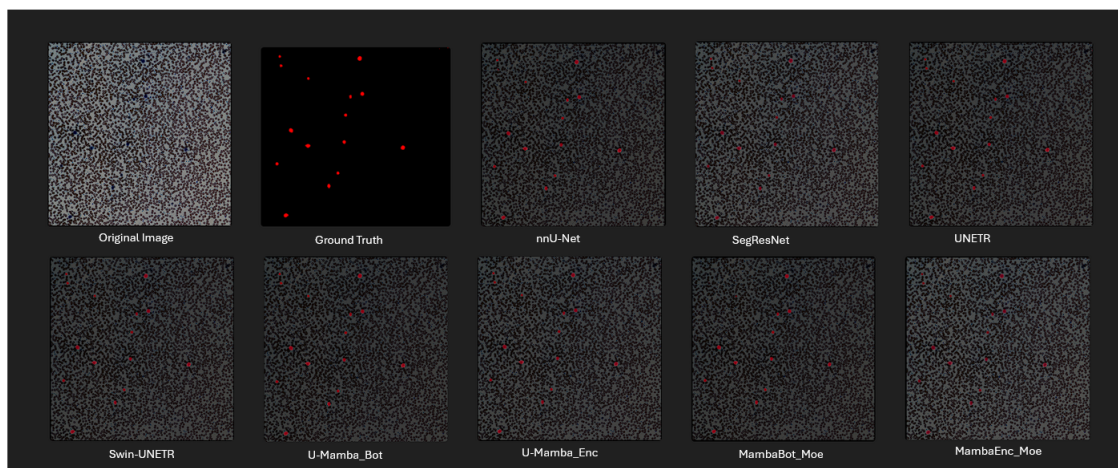 Original Image
Ground Truth
nnU-Net
SegResNet
UNETR
Swin-UNETR
U-Mamba_Bot
U-Mamba_Enc
MambaBot_Moe
MambaEnc_Moe